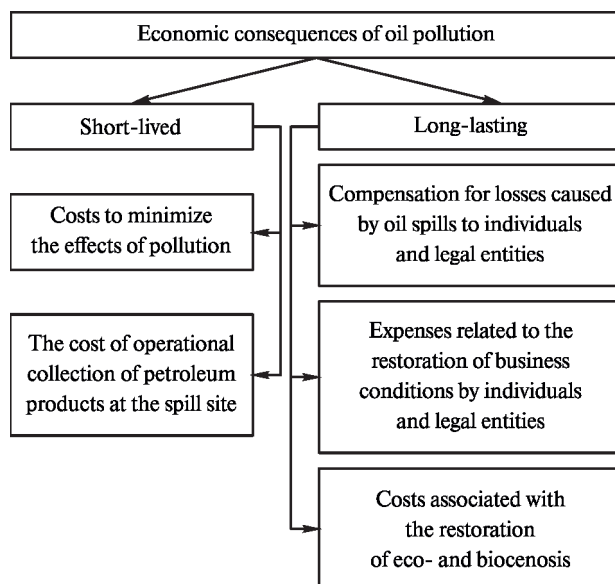 Economic consequences of oil pollution
Short-lived
Long-lasting
Costs to minimize
the effects of pollution
The cost of operational
collection of petroleum
products at the spill site
Compensation for losses caused
by oil spills to individuals
and legal entities
Expenses related to the
restoration of business
conditions by individuals
and legal entities
Costs associated with
the restoration
of eco- and biocenosis